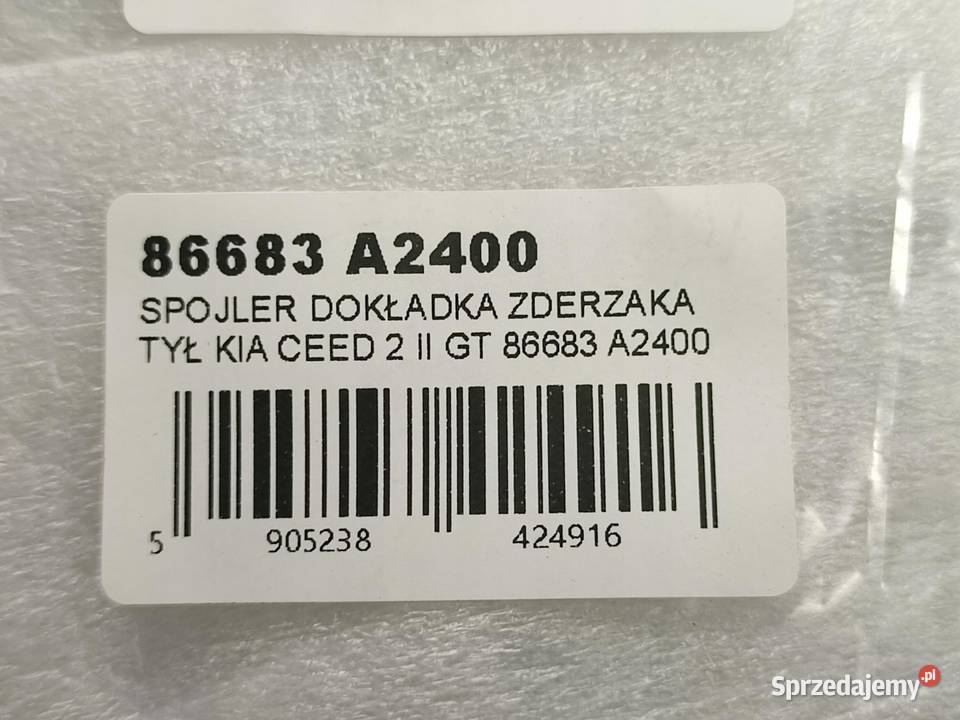 86683 A2400
SPOJLER DOKŁADKA ZDERZAKA
TYŁ KIA CEED 2 II GT 86683 A2400
5 905238 424916
Sprzedajemy.pl